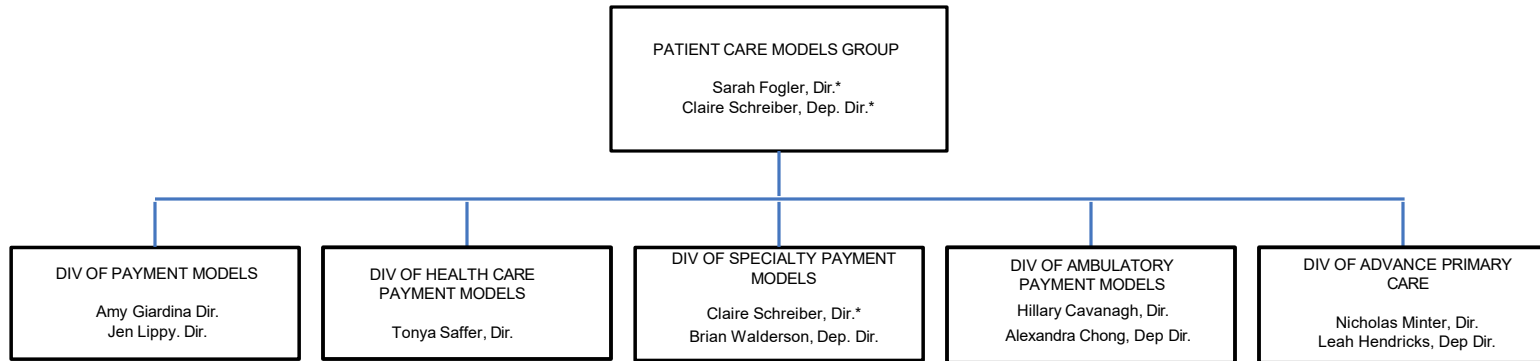 PATIENT CARE MODELS GROUP
Sarah Fogler, Dir.*
Claire Schreiber, Dep. Dir.*
DIV OF PAYMENT MODELS
Amy Giardina Dir.
Jen Lippy. Dir.
DIV OF HEALTH CARE
PAYMENT MODELS
Tonya Saffer, Dir.
DIV OF SPECIALTY PAYMENT
MODELS
Claire Schreiber, Dir.*
Brian Walderson, Dep. Dir.
DIV OF AMBULATORY
PAYMENT MODELS
Hillary Cavanagh, Dir.
Alexandra Chong, Dep Dir.
DIV OF ADVANCE PRIMARY
CARE
Nicholas Minter, Dir.
Leah Hendricks, Dep Dir.